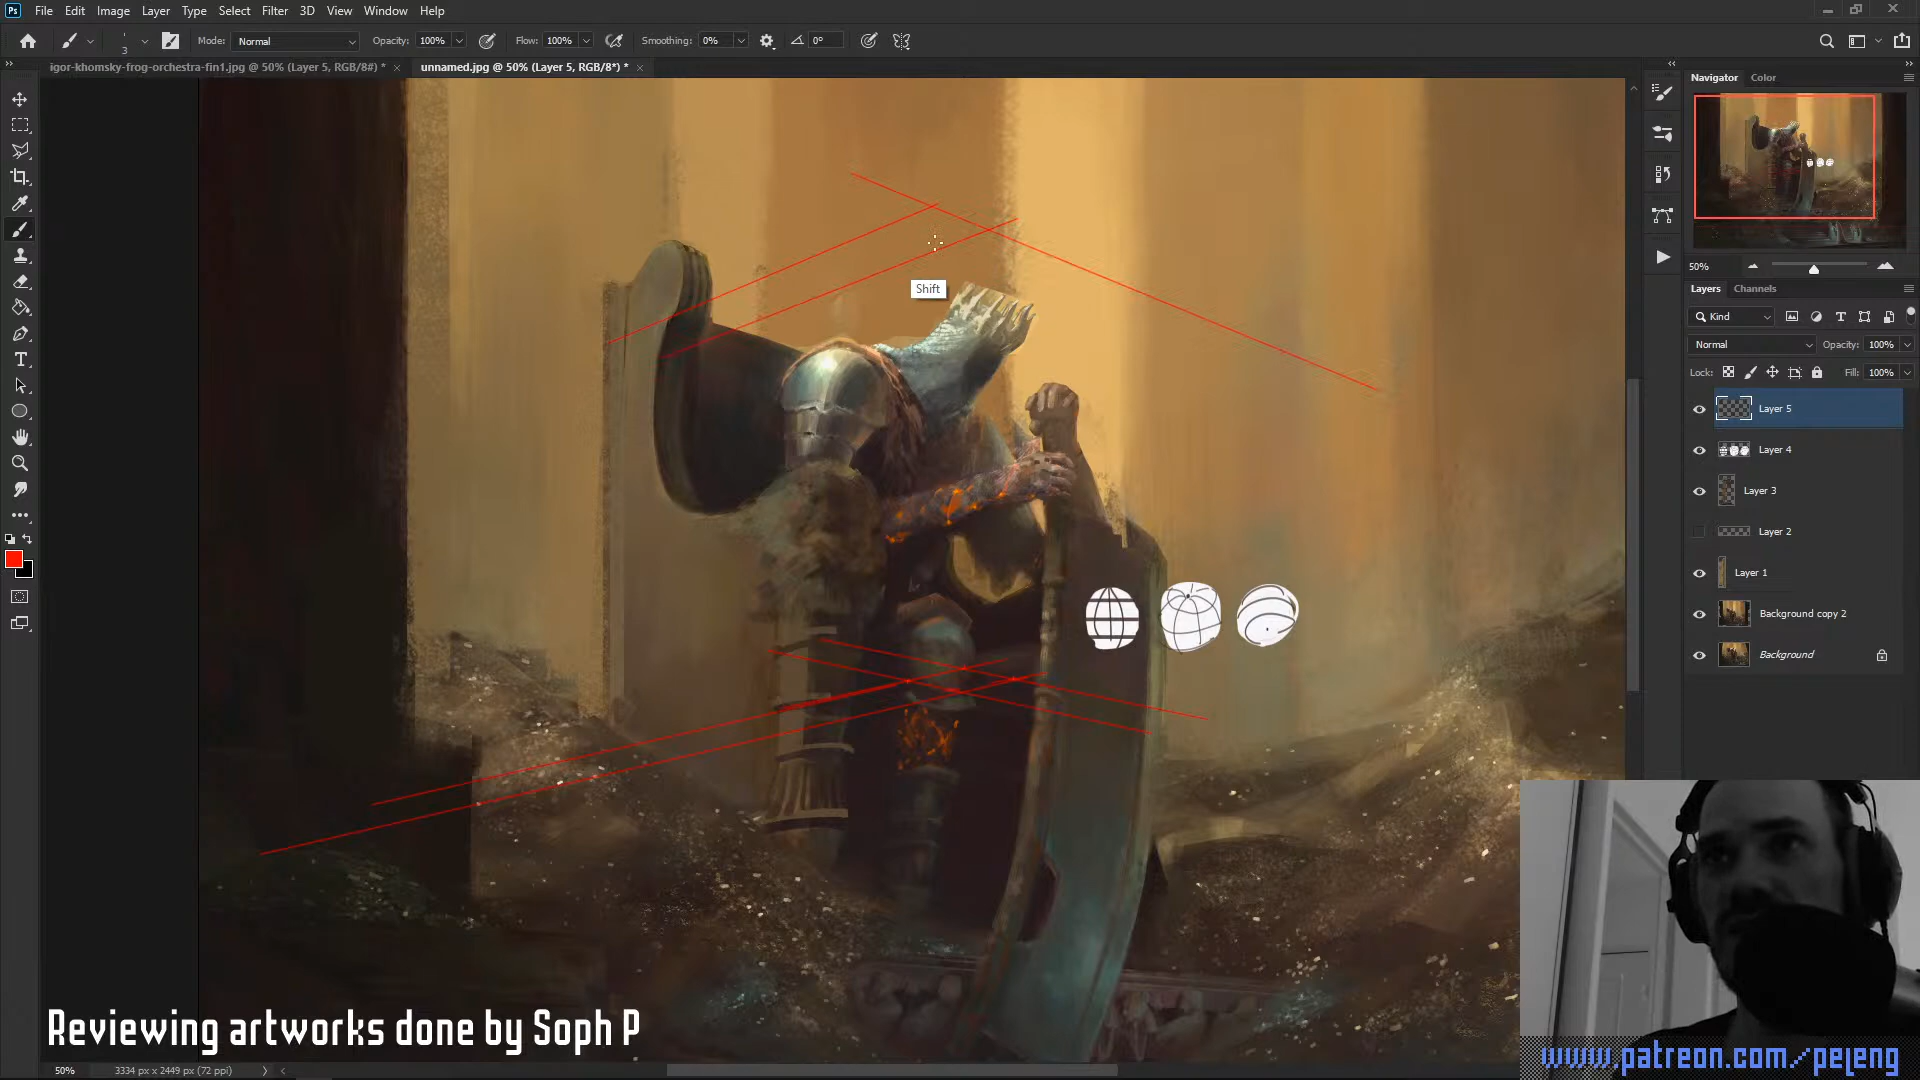 Ps File Edit Image Layer Type Select Filter 3D View Window Help
3 Mode: Normal Opacity: 100% Flow: 100% Smoothing: 0% 0°
igor-khomsky-frog-orchestra-fin1.jpg @ 50% (Layer 5, RGB/8#) * × unnamed.jpg @ 50% (Layer 5, RGB/8*) * ×
Navigator Color
50%
Layers Channels
Kind
Normal Opacity: 100%
Lock: Fill: 100%
Layer 5
Layer 4
Layer 3
Layer 2
Layer 1
Background copy 2
Background
Shift
Reviewing artworks done by Soph P
www.patreon.com/peleng
50% 3334 px x 2449 px (72 ppi)